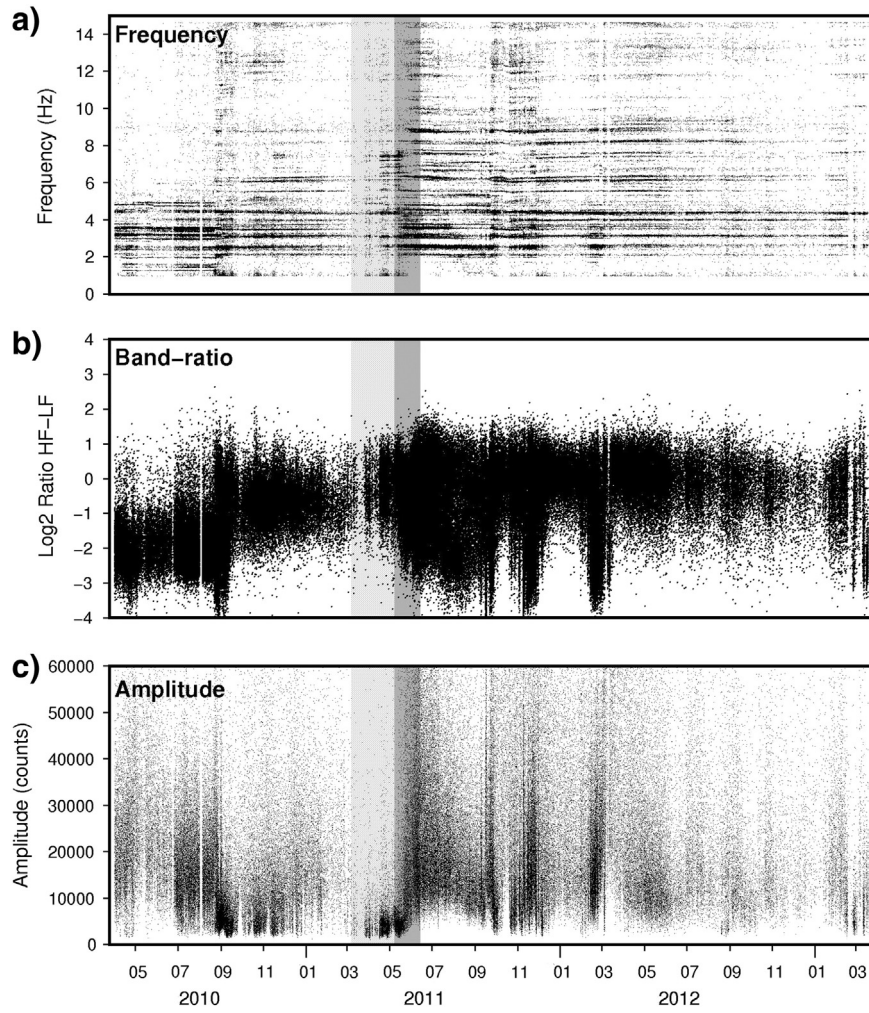 a)
Frequency
Frequency (Hz)
14
12
10
8
6
4
2
0
b)
Band−ratio
Log2 Ratio HF−LF
4
3
2
1
0
−1
−2
−3
−4
c)
Amplitude
Amplitude (counts)
60000
50000
40000
30000
20000
10000
0
05 07 09 11 01 03 05 07 09 11 01 03 05 07 09 11 01 03
2010 2011 2012